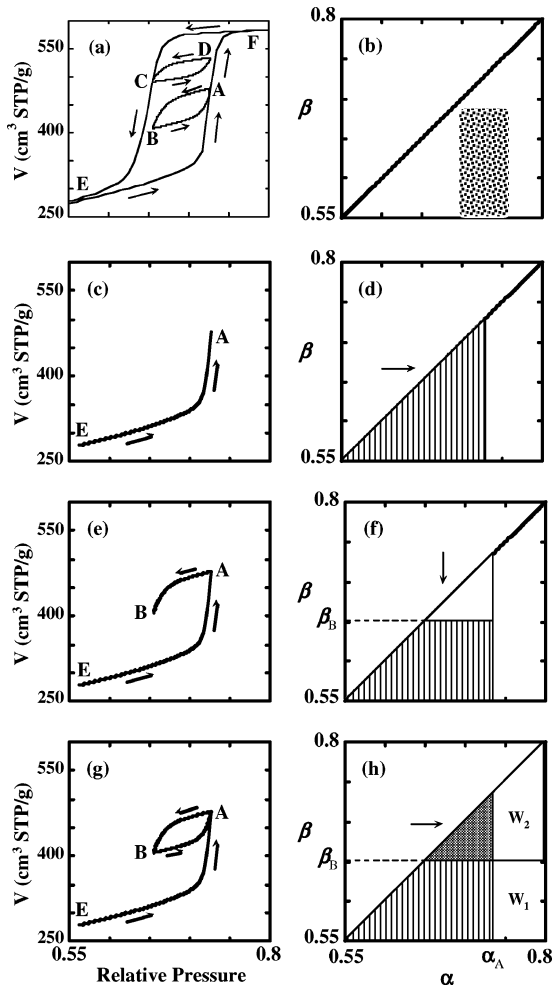 (a)
550
400
250
V (cm³ STP/g)
D
F
C
A
B
E
(b)
0.8
β
0.55
(c)
550
400
250
V (cm³ STP/g)
A
E
(d)
0.8
β
0.55
(e)
550
400
250
V (cm³ STP/g)
A
B
E
(f)
0.8
β
β_B
0.55
(g)
550
400
250
V (cm³ STP/g)
A
B
E
0.55
0.8
Relative Pressure
(h)
0.8
β
β_B
W₂
W₁
0.55
0.55
α_A
0.8
α